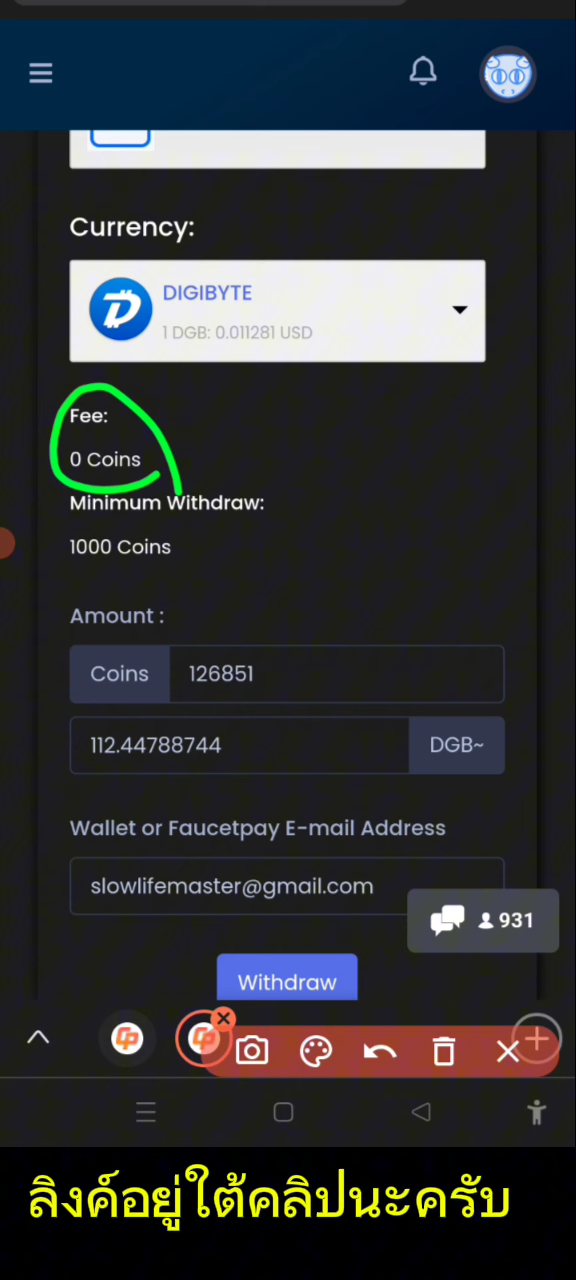 Currency:
DIGIBYTE
1 DGB: 0.011281 USD
Fee:
0 Coins
Minimum Withdraw:
1000 Coins
Amount :
Coins 126851
112.44788744 DGB~
Wallet or Faucetpay E-mail Address
slowlifemaster@gmail.com
931
Withdraw
ลิงค์อยู่ใต้คลิปนะครับ